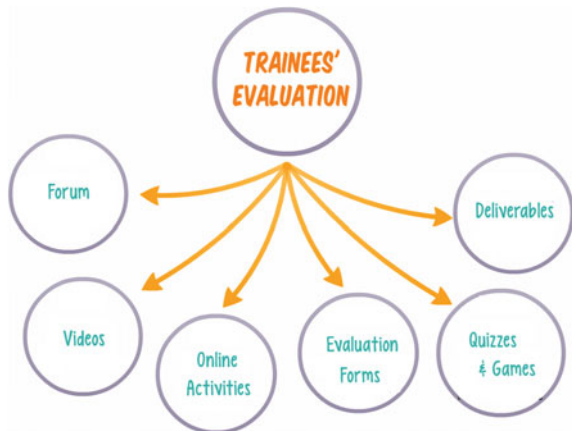 TRAINEES'
EVALUATION
Forum
Videos
Online
Activities
Evaluation
Forms
Quizzes
& Games
Deliverables